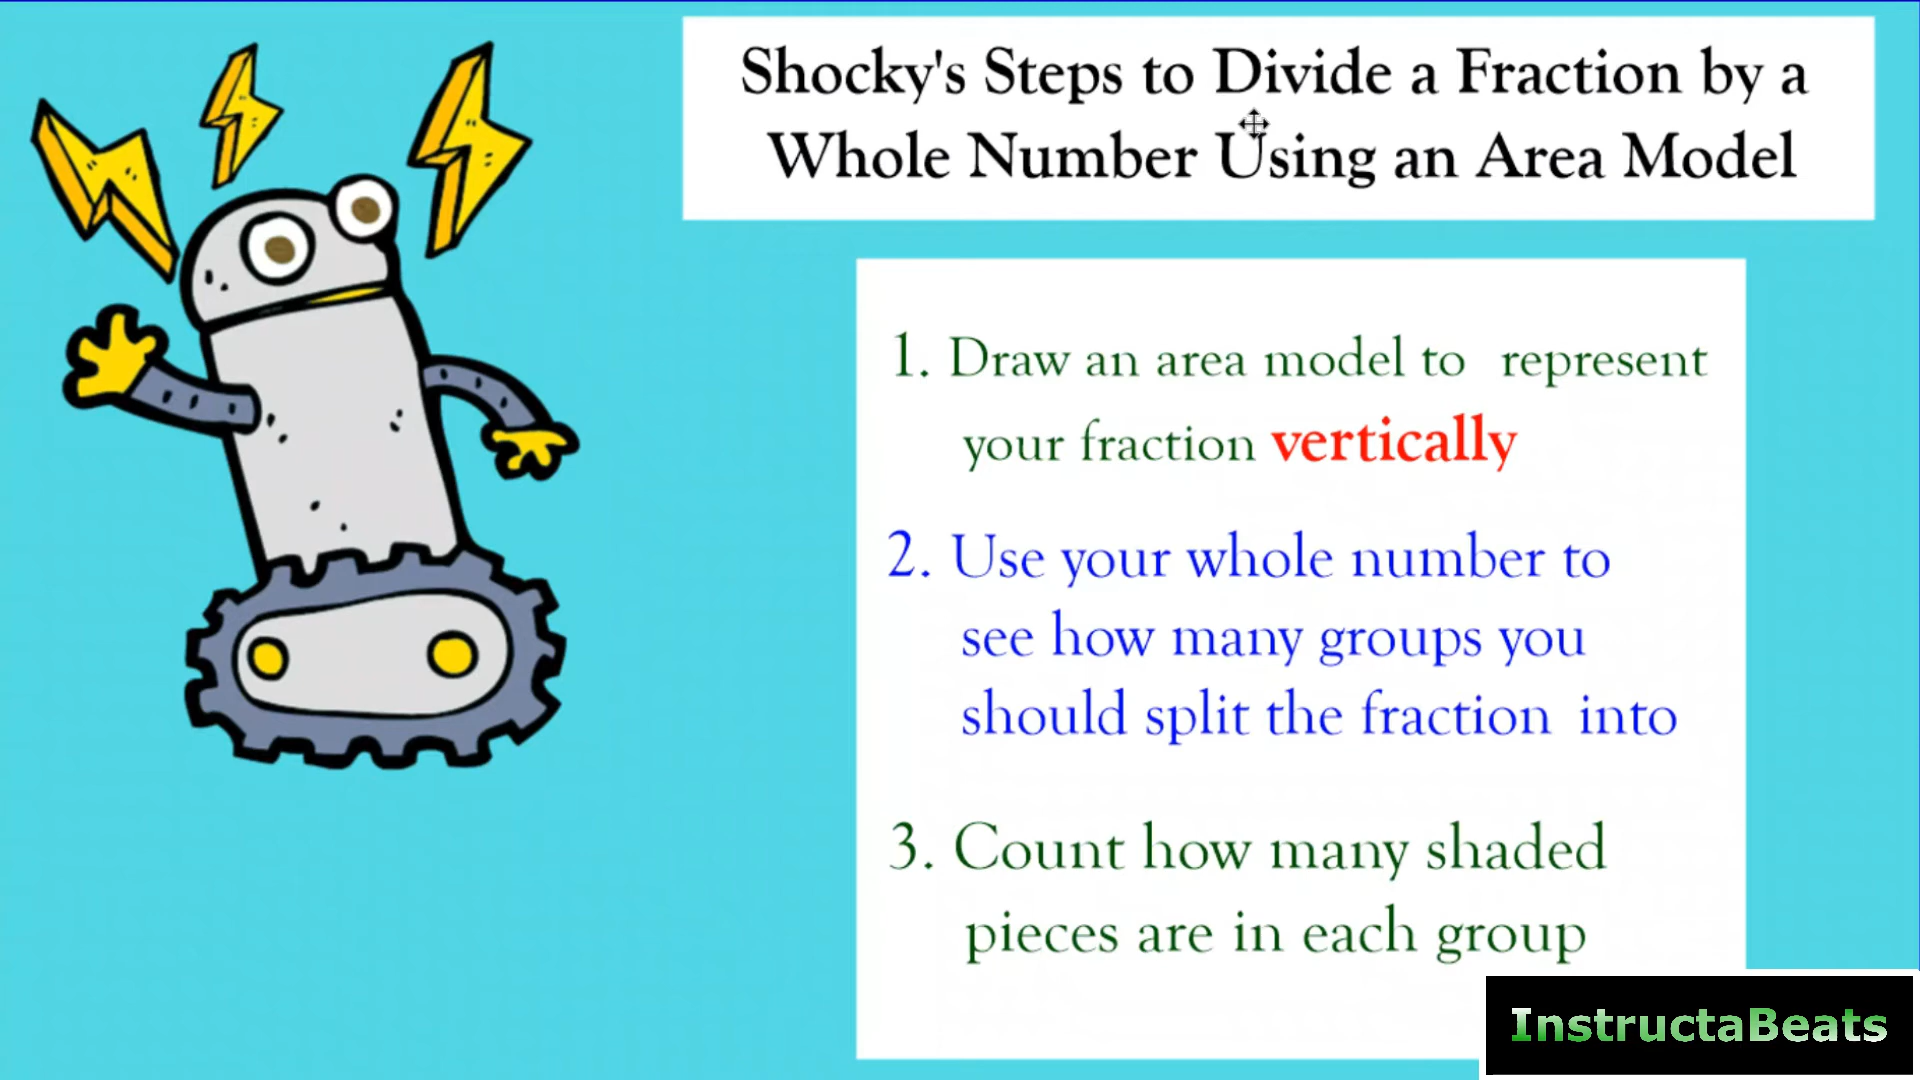 Shocky's Steps to Divide a Fraction by a
Whole Number Using an Area Model
1. Draw an area model to represent
your fraction vertically
2. Use your whole number to
see how many groups you
should split the fraction into
3. Count how many shaded
pieces are in each group
InstructaBeats